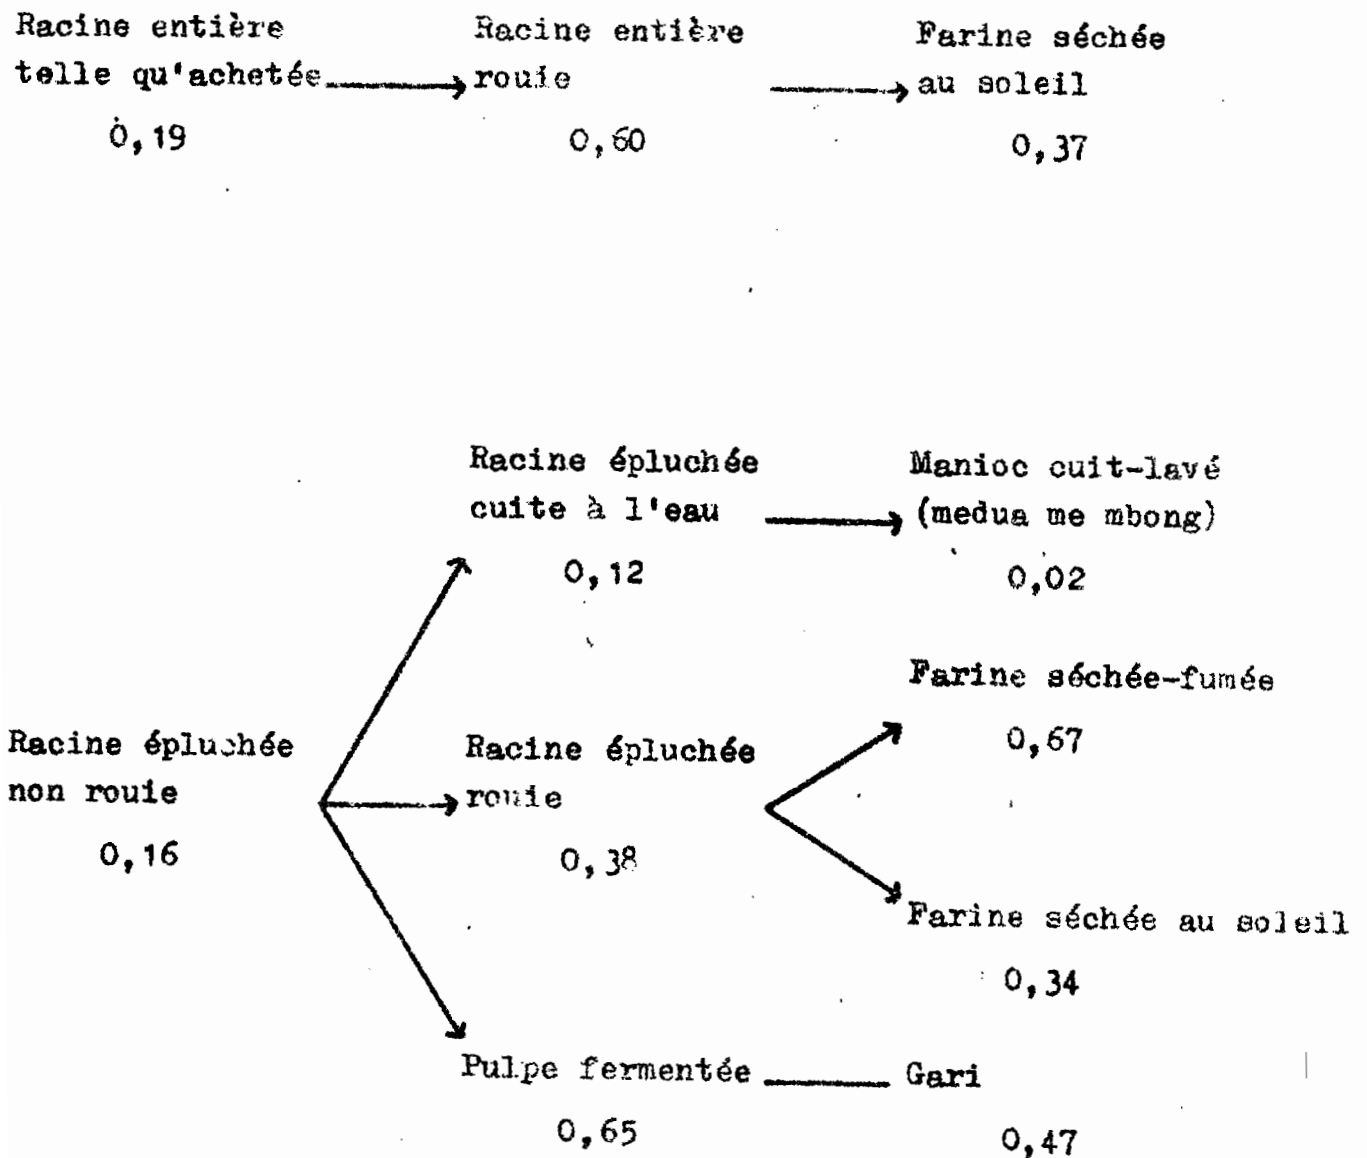 Racine entière
telle qu'achetée
0,19
Racine entière
rouie
0,60
Farine séchée
au soleil
0,37
Racine épluchée
non rouie
0,16
Racine épluchée
cuite à l'eau
0,12
Manioc cuit-lavé
(medua me mbong)
0,02
Racine épluchée
rouie
0,38
Farine séchée-fumée
0,67
Farine séchée au soleil
0,34
Pulpe fermentée
0,65
Gari
0,47